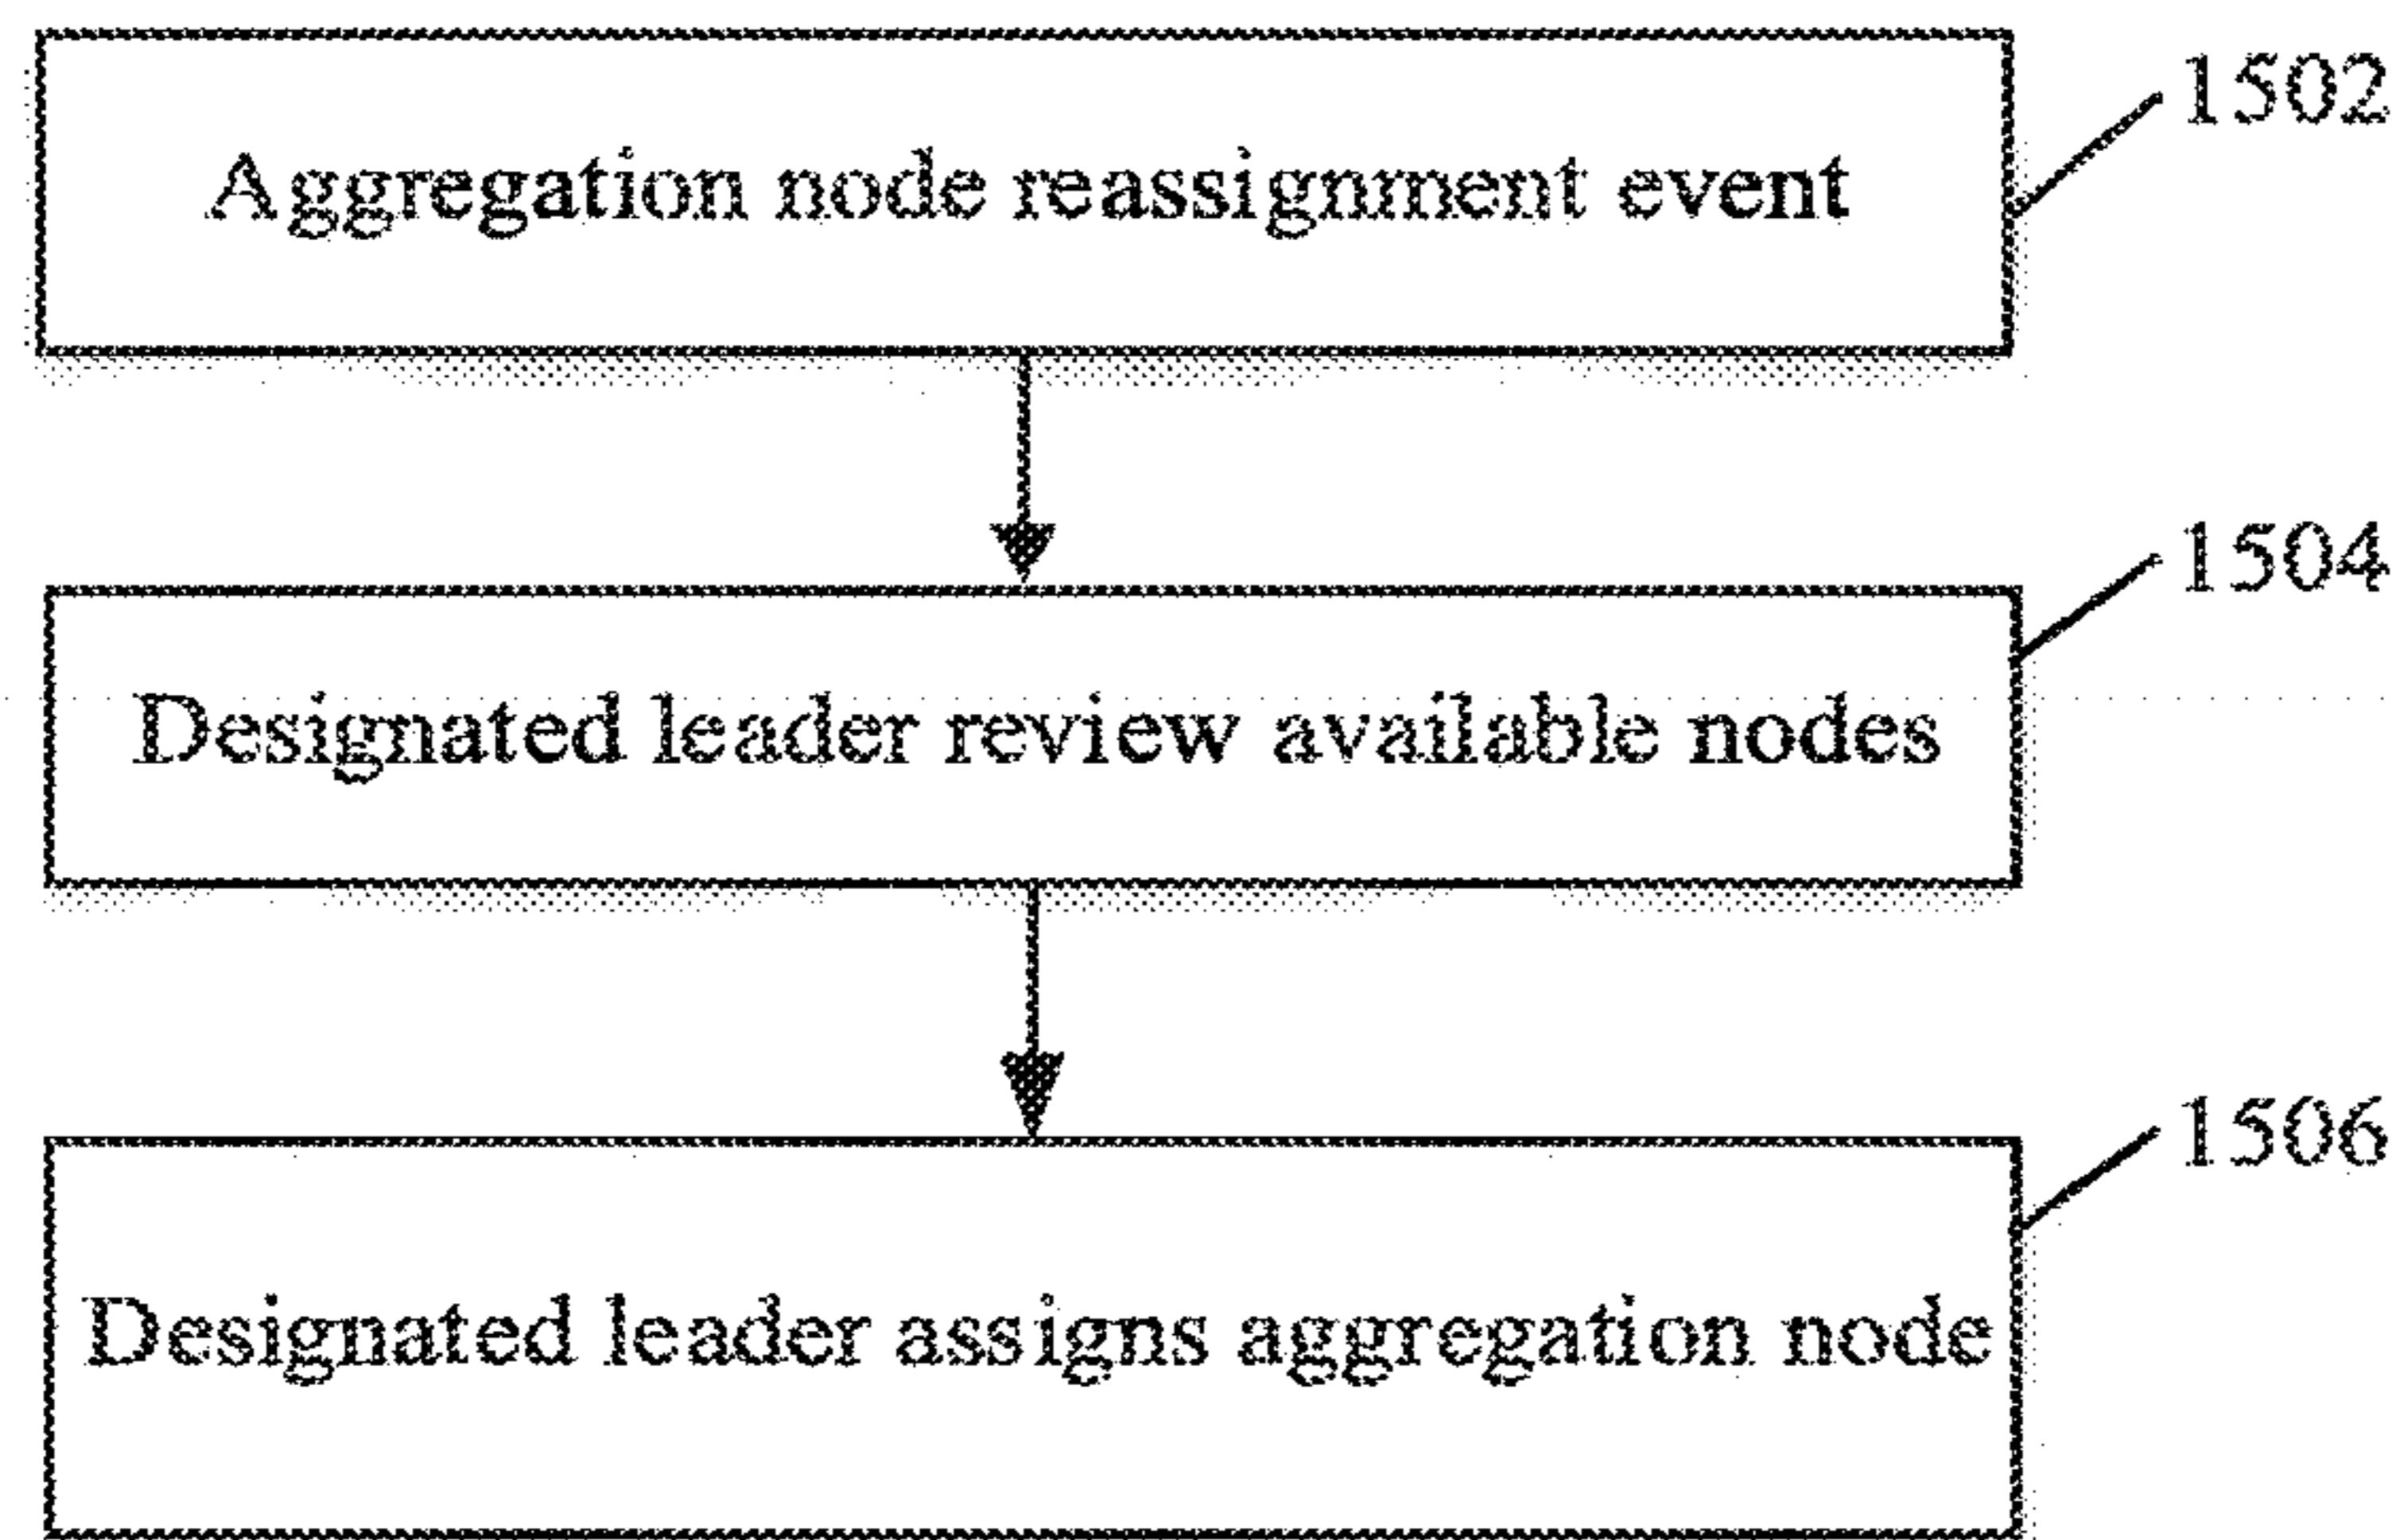 1502
Aggregation node reassignment event
1504
Designated leader review available nodes
1506
Designated leader assigns aggregation node